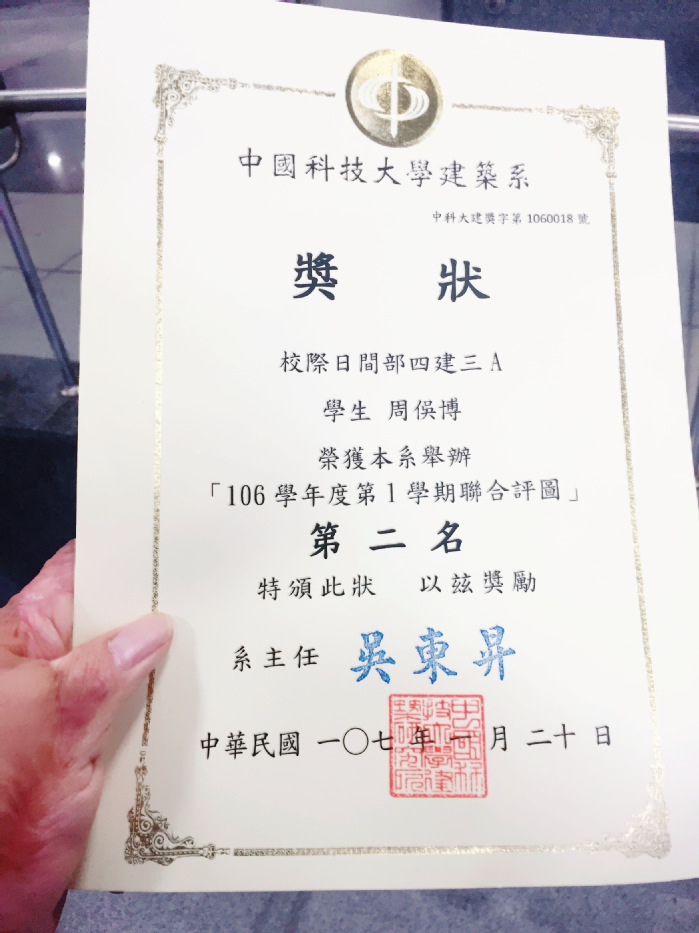 中國科技大學建築系
中科大建獎字第 1060018 號
獎 狀
校際日間部四建三 A
學生 周俁博
榮獲本系舉辦
「106 學年度第 1 學期聯合評圖」
第 二 名
特頒此狀 以茲獎勵
系主任 吳東昇
中華民國 一〇七 年 一 月 二十 日